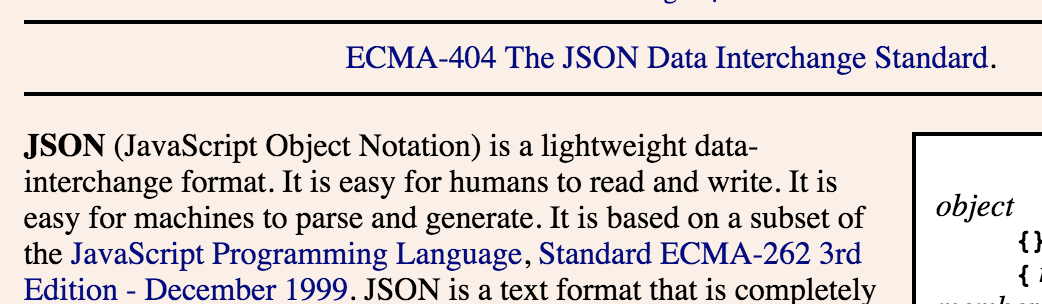 ECMA-404 The JSON Data Interchange Standard.
JSON (JavaScript Object Notation) is a lightweight data-
interchange format. It is easy for humans to read and write. It is
easy for machines to parse and generate. It is based on a subset of
the JavaScript Programming Language, Standard ECMA-262 3rd
Edition - December 1999. JSON is a text format that is completely
object
{}
{